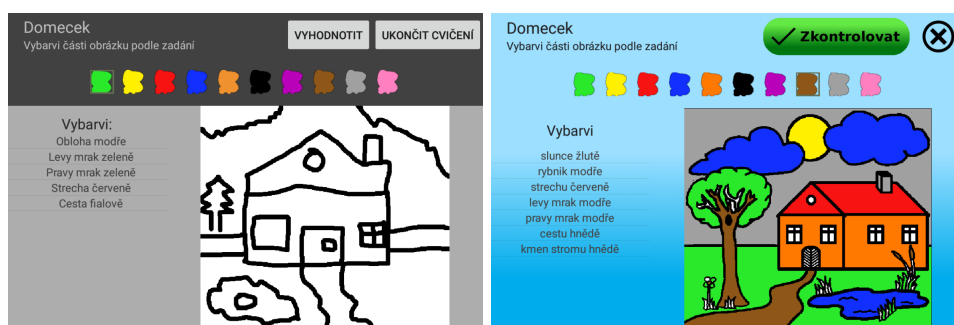 Domecek
Vybarvi části obrázku podle zadání
VYHODNOTIT
UKONČIT CVIČENÍ
Vybarvi:
Obloha modře
Levy mrak zeleně
Pravy mrak zeleně
Strecha červeně
Cesta fialově
Domecek
Vybarvi části obrázku podle zadání
Zkontrolovat
Vybarvi
slunce žlutě
rybnik modře
strechu červeně
levy mrak modře
pravy mrak modře
cestu hnědě
kmen stromu hnědě